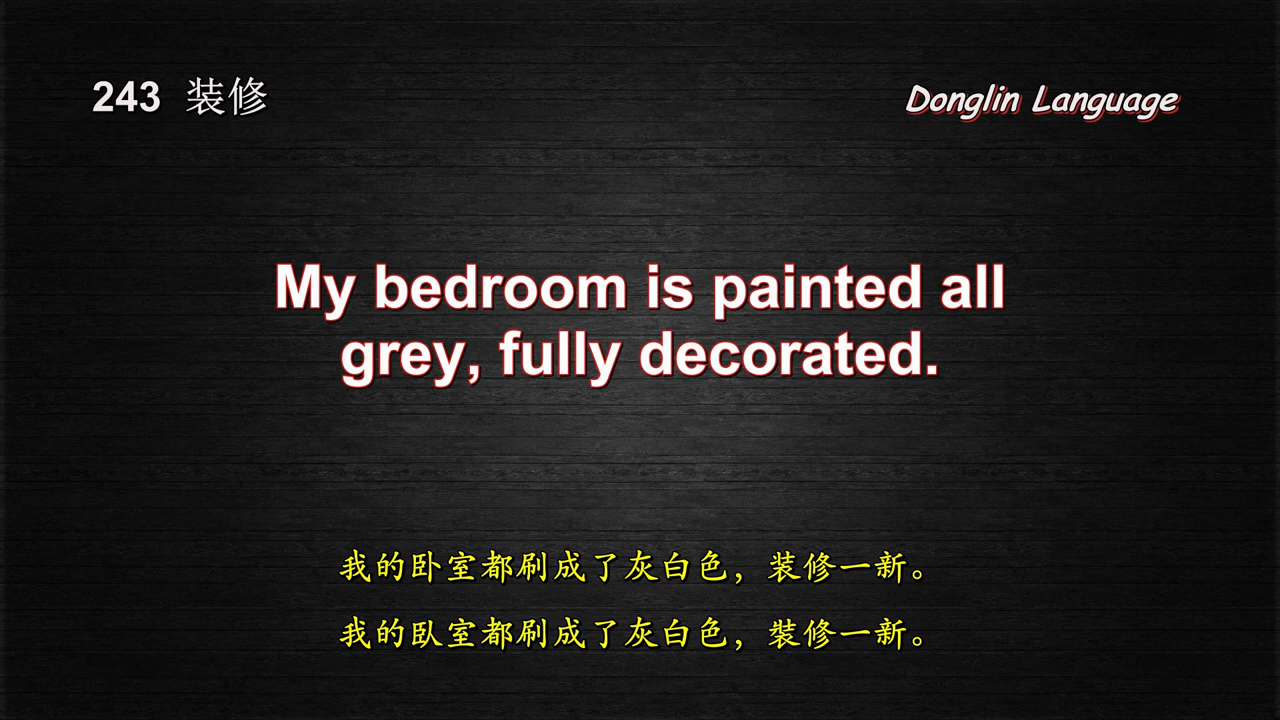 243 装修
Donglin Language
My bedroom is painted all
grey, fully decorated.
我的卧室都刷成了灰白色，装修一新。
我的臥室都刷成了灰白色，裝修一新。